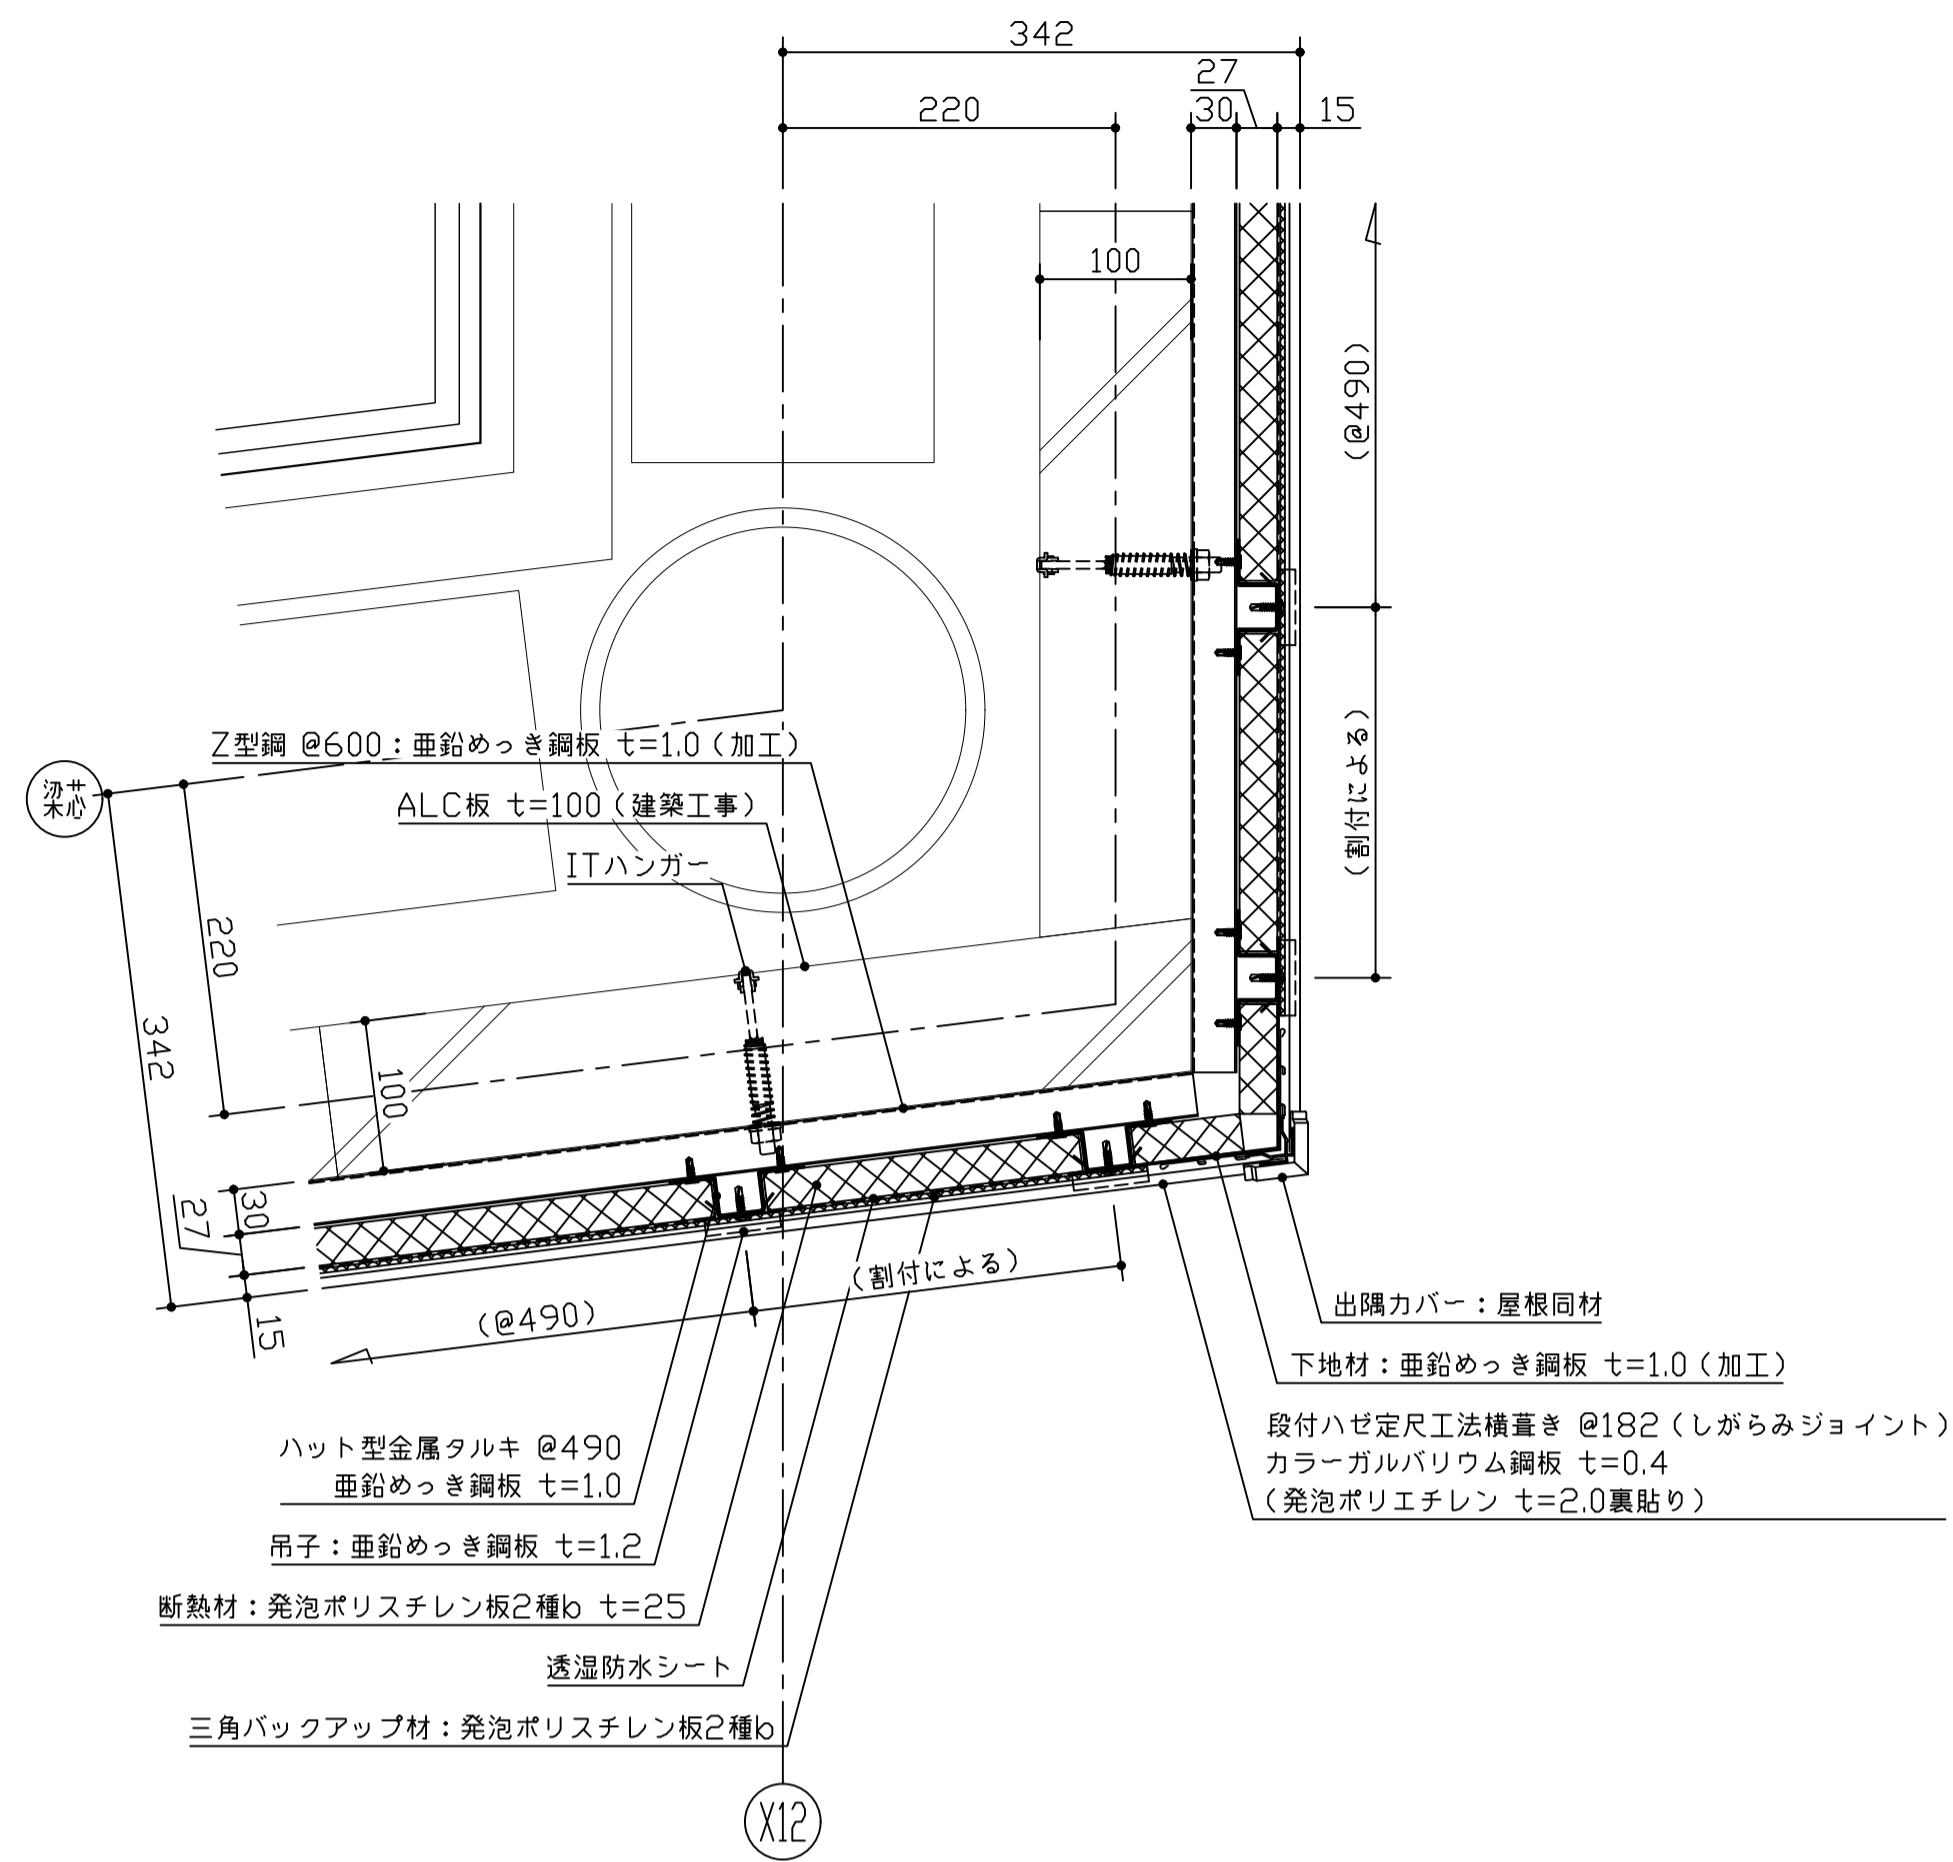 342
27
220
30
15
100
(@490)
Z型鋼 @600：亜鉛めっき鋼板 t=1.0（加工）
梁芯
ALC板 t=100（建築工事）
（割付による）
ITハンガー
220
342
100
30
27
15
（割付による）
(@490)
出隅カバー：屋根同材
下地材：亜鉛めっき鋼板 t=1.0（加工）
段付ハゼ定尺工法横葺き @182（しがらみジョイント）
カラーガルバリウム鋼板 t=0.4
（発泡ポリエチレン t=2.0裏貼り）
ハット型金属タルキ @490
亜鉛めっき鋼板 t=1.0
吊子：亜鉛めっき鋼板 t=1.2
断熱材：発泡ポリスチレン板2種b t=25
透湿防水シート
三角バックアップ材：発泡ポリスチレン板2種b
X12